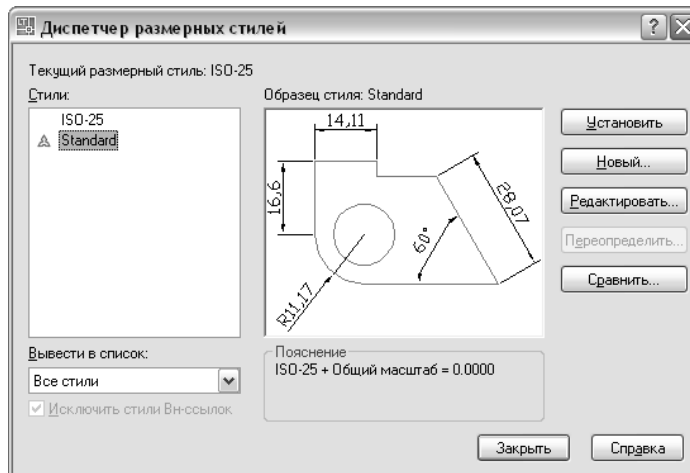 Диспетчер размерных стилей
Текущий размерный стиль: ISO-25
Стили:
ISO-25
Standard
Образец стиля: Standard
14,11
16,6
28,07
60°
R11,17
Установить
Новый...
Редактировать...
Переопределить...
Сравнить...
Вывести в список:
Все стили
Исключить стили Вн-ссылок
Пояснение
ISO-25 + Общий масштаб = 0.0000
Закрыть
Справка